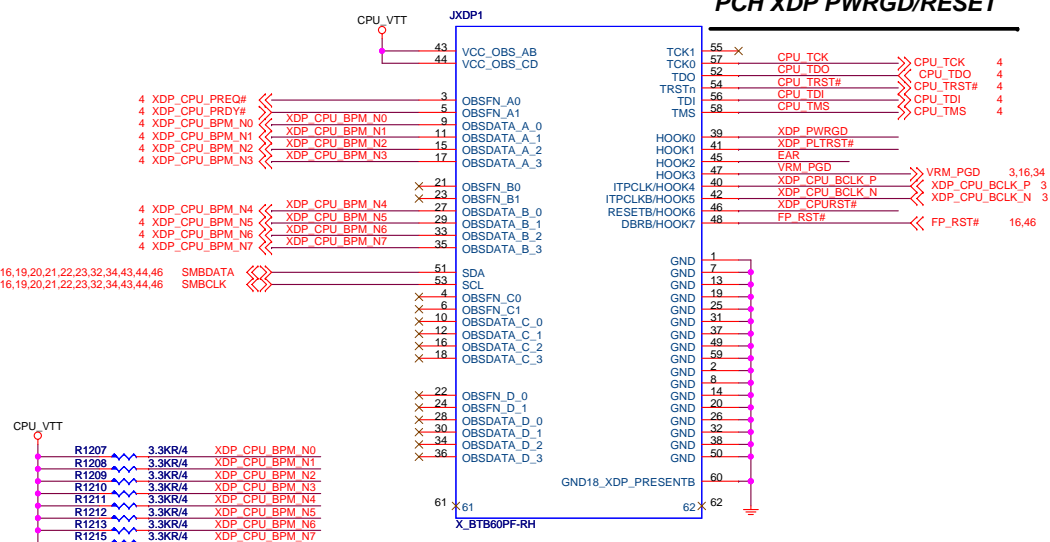 PCH XDP PWRGD/RESET
CPU_VTT
JXDP1
43 VCC_OBS_AB
44 VCC_OBS_CD
4 XDP_CPU_PREQ# 3 OBSFN_A0
4 XDP_CPU_PRDY# 5 OBSFN_A1
4 XDP_CPU_BPM_N0 XDP_CPU_BPM_N0 9 OBSDATA_A_0
4 XDP_CPU_BPM_N1 XDP_CPU_BPM_N1 11 OBSDATA_A_1
4 XDP_CPU_BPM_N2 XDP_CPU_BPM_N2 15 OBSDATA_A_2
4 XDP_CPU_BPM_N3 XDP_CPU_BPM_N3 17 OBSDATA_A_3
21 OBSFN_B0
23 OBSFN_B1
4 XDP_CPU_BPM_N4 XDP_CPU_BPM_N4 27 OBSDATA_B_0
4 XDP_CPU_BPM_N5 XDP_CPU_BPM_N5 29 OBSDATA_B_1
4 XDP_CPU_BPM_N6 XDP_CPU_BPM_N6 33 OBSDATA_B_2
4 XDP_CPU_BPM_N7 XDP_CPU_BPM_N7 35 OBSDATA_B_3
16,19,20,21,22,23,32,34,43,44,46 SMBDATA 51 SDA
16,19,20,21,22,23,32,34,43,44,46 SMBCLK 53 SCL
4 OBSFN_C0
6 OBSFN_C1
10 OBSDATA_C_0
12 OBSDATA_C_1
16 OBSDATA_C_2
18 OBSDATA_C_3
22 OBSFN_D_0
24 OBSFN_D_1
28 OBSDATA_D_0
30 OBSDATA_D_1
34 OBSDATA_D_2
36 OBSDATA_D_3
61 61
X_BTB60PF-RH
TCK1 55
TCK0 57 CPU_TCK CPU_TCK 4
TDO 52 CPU_TDO CPU_TDO 4
TRSTn 54 CPU_TRST# CPU_TRST# 4
TDI 56 CPU_TDI CPU_TDI 4
TMS 58 CPU_TMS CPU_TMS 4
HOOK0 39 XDP_PWRGD
HOOK1 41 XDP_PLTRST#
HOOK2 45 EAR
HOOK3 47 VRM_PGD VRM_PGD 3,16,34
ITPCLK/HOOK4 40 XDP_CPU_BCLK_P XDP_CPU_BCLK_P 3
ITPCLKB/HOOK5 42 XDP_CPU_BCLK_N XDP_CPU_BCLK_N 3
RESETB/HOOK6 46 XDP_CPURST#
DBRB/HOOK7 48 FP_RST# FP_RST# 16,46
GND 1
GND 7
GND 13
GND 19
GND 25
GND 31
GND 37
GND 49
GND 59
GND 2
GND 8
GND 14
GND 20
GND 26
GND 32
GND 38
GND 50
GND18_XDP_PRESENTB 60
62 62
CPU_VTT
R1207 3.3KR/4 XDP_CPU_BPM_N0
R1208 3.3KR/4 XDP_CPU_BPM_N1
R1209 3.3KR/4 XDP_CPU_BPM_N2
R1210 3.3KR/4 XDP_CPU_BPM_N3
R1211 3.3KR/4 XDP_CPU_BPM_N4
R1212 3.3KR/4 XDP_CPU_BPM_N5
R1213 3.3KR/4 XDP_CPU_BPM_N6
R1215 3.3KR/4 XDP_CPU_BPM_N7